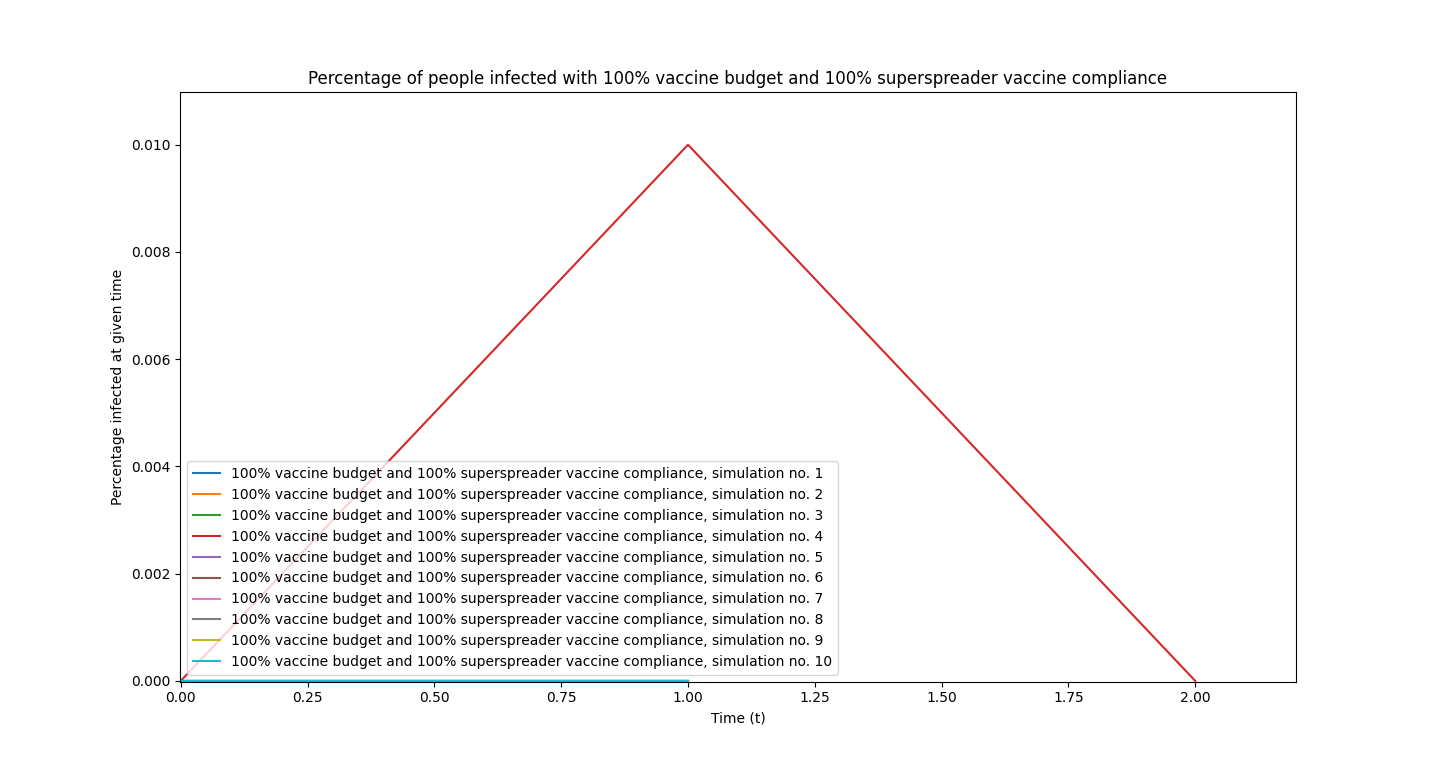 Percentage of people infected with 100% vaccine budget and 100% superspreader vaccine compliance
0.010
0.008
0.006
0.004
0.002
0.000
Percentage infected at given time
100% vaccine budget and 100% superspreader vaccine compliance, simulation no. 1
100% vaccine budget and 100% superspreader vaccine compliance, simulation no. 2
100% vaccine budget and 100% superspreader vaccine compliance, simulation no. 3
100% vaccine budget and 100% superspreader vaccine compliance, simulation no. 4
100% vaccine budget and 100% superspreader vaccine compliance, simulation no. 5
100% vaccine budget and 100% superspreader vaccine compliance, simulation no. 6
100% vaccine budget and 100% superspreader vaccine compliance, simulation no. 7
100% vaccine budget and 100% superspreader vaccine compliance, simulation no. 8
100% vaccine budget and 100% superspreader vaccine compliance, simulation no. 9
100% vaccine budget and 100% superspreader vaccine compliance, simulation no. 10
0.00 0.25 0.50 0.75 1.00 1.25 1.50 1.75 2.00
Time (t)